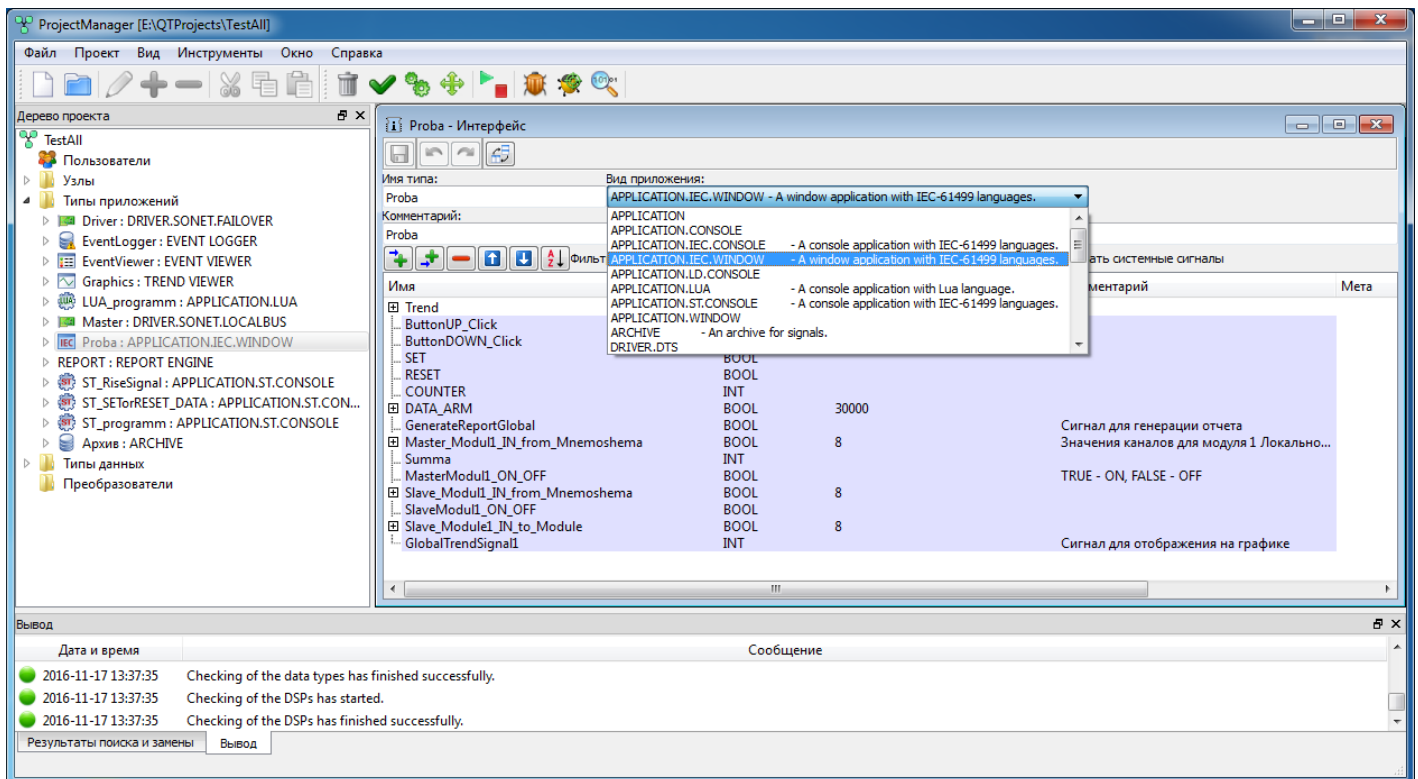 ProjectManager [E:\QTProjects\TestAll]
Файл Проект Вид Инструменты Окно Справка
Дерево проекта
TestAll
Пользователи
Узлы
Типы приложений
Driver : DRIVER.SONET.FAILOVER
EventLogger : EVENT LOGGER
EventViewer : EVENT VIEWER
Graphics : TREND VIEWER
LUA_programm : APPLICATION.LUA
Master : DRIVER.SONET.LOCALBUS
Proba : APPLICATION.IEC.WINDOW
REPORT : REPORT ENGINE
ST_RiseSignal : APPLICATION.ST.CONSOLE
ST_SETorRESET_DATA : APPLICATION.ST.CON...
ST_programm : APPLICATION.ST.CONSOLE
Архив : ARCHIVE
Типы данных
Преобразователи
Proba - Интерфейс
Имя типа: Вид приложения:
Proba APPLICATION.IEC.WINDOW - A window application with IEC-61499 languages.
Комментарий:
Proba
APPLICATION
APPLICATION.CONSOLE
APPLICATION.IEC.CONSOLE - A console application with IEC-61499 languages.
APPLICATION.IEC.WINDOW - A window application with IEC-61499 languages.
APPLICATION.LD.CONSOLE
APPLICATION.LUA - A console application with Lua language.
APPLICATION.ST.CONSOLE - A console application with IEC-61499 languages.
APPLICATION.WINDOW
ARCHIVE - An archive for signals.
DRIVER.DTS
Фильт ать системные сигналы
Имя ментарий Мета
Trend
ButtonUP_Click
ButtonDOWN_Click
SET BOOL
RESET BOOL
COUNTER INT
DATA_ARM BOOL 30000
GenerateReportGlobal BOOL Сигнал для генерации отчета
Master_Modul1_IN_from_Mnemoshema BOOL 8 Значения каналов для модуля 1 Локально...
Summa INT
MasterModul1_ON_OFF BOOL TRUE - ON, FALSE - OFF
Slave_Modul1_IN_from_Mnemoshema BOOL 8
SlaveModul1_ON_OFF BOOL
Slave_Module1_IN_to_Module BOOL 8
GlobalTrendSignal1 INT Сигнал для отображения на графике
Вывод
Дата и время Сообщение
2016-11-17 13:37:35 Checking of the data types has finished successfully.
2016-11-17 13:37:35 Checking of the DSPs has started.
2016-11-17 13:37:35 Checking of the DSPs has finished successfully.
Результаты поиска и замены Вывод